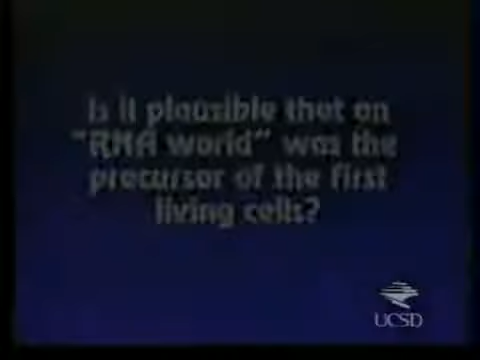 Is it plausible that an
"RNA world" was the
precursor of the first
living cells?
UCSD